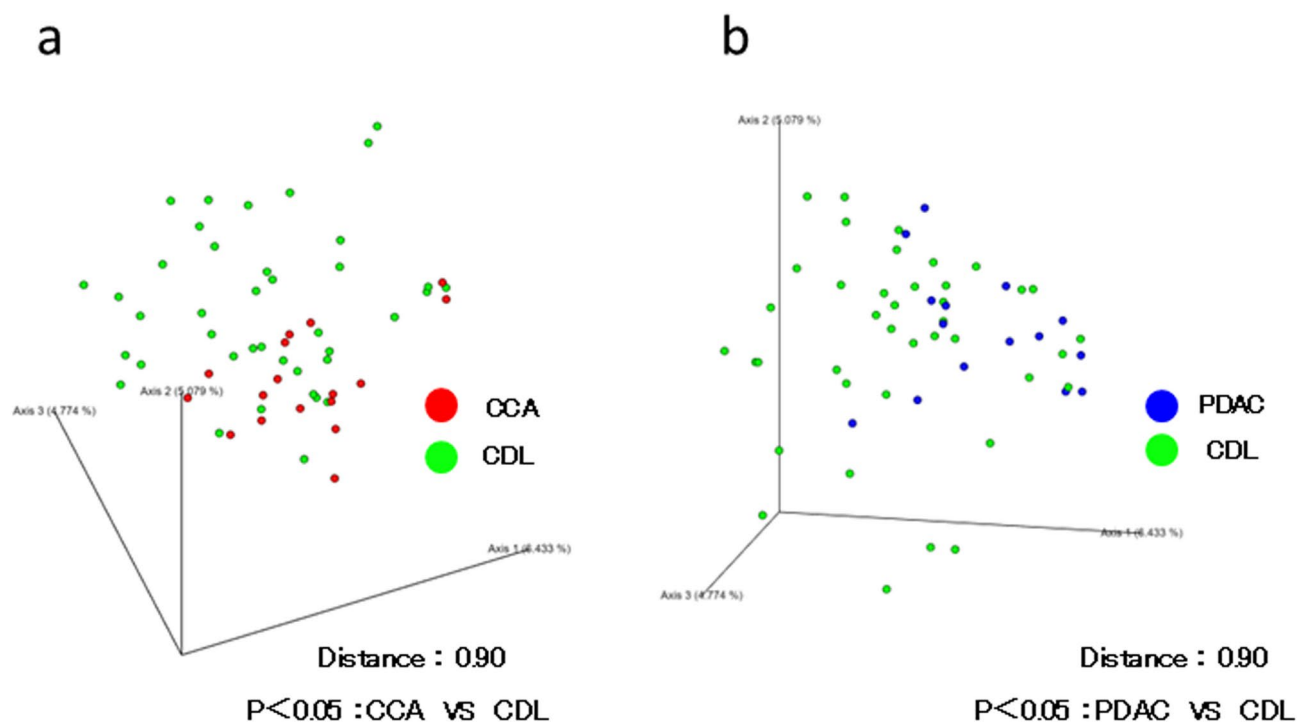 a
Axis 2 (5.079 %)
Axis 3 (4.774 %)
Axis 1 (6.433 %)
CCA
CDL
Distance : 0.90
P<0.05 :CCA VS CDL
b
Axis 2 (5.079 %)
PDAC
CDL
Axis 1 (6.433 %)
Axis 3 (4.774 %)
Distance : 0.90
P<0.05 :PDAC VS CDL